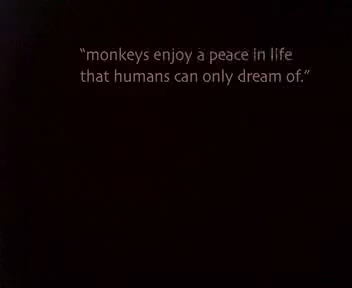 “monkeys enjoy a peace in life
that humans can only dream of.”